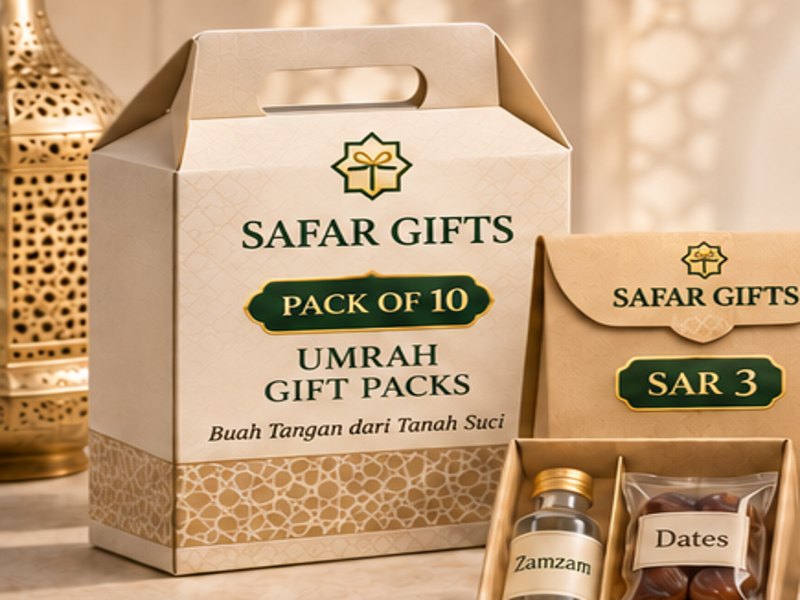 SAFAR GIFTS
PACK OF 10
UMRAH
GIFT PACKS
Buah Tangan dari Tanah Suci
SAFAR GIFTS
SAR 3
Zamzam
Dates